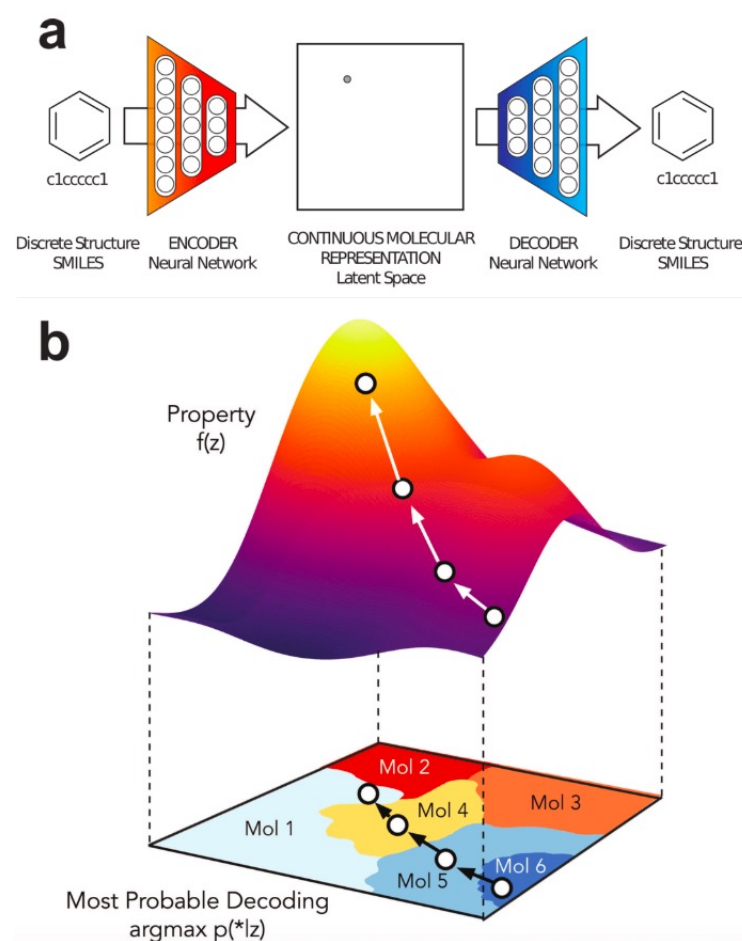 a
c1ccccc1
c1ccccc1
Discrete Structure
SMILES
ENCODER
Neural Network
CONTINUOUS MOLECULAR
REPRESENTATION
Latent Space
DECODER
Neural Network
Discrete Structure
SMILES
b
Property
f(z)
Mol 2
Mol 3
Mol 4
Mol 1
Mol 6
Mol 5
Most Probable Decoding
argmax p(*|z)